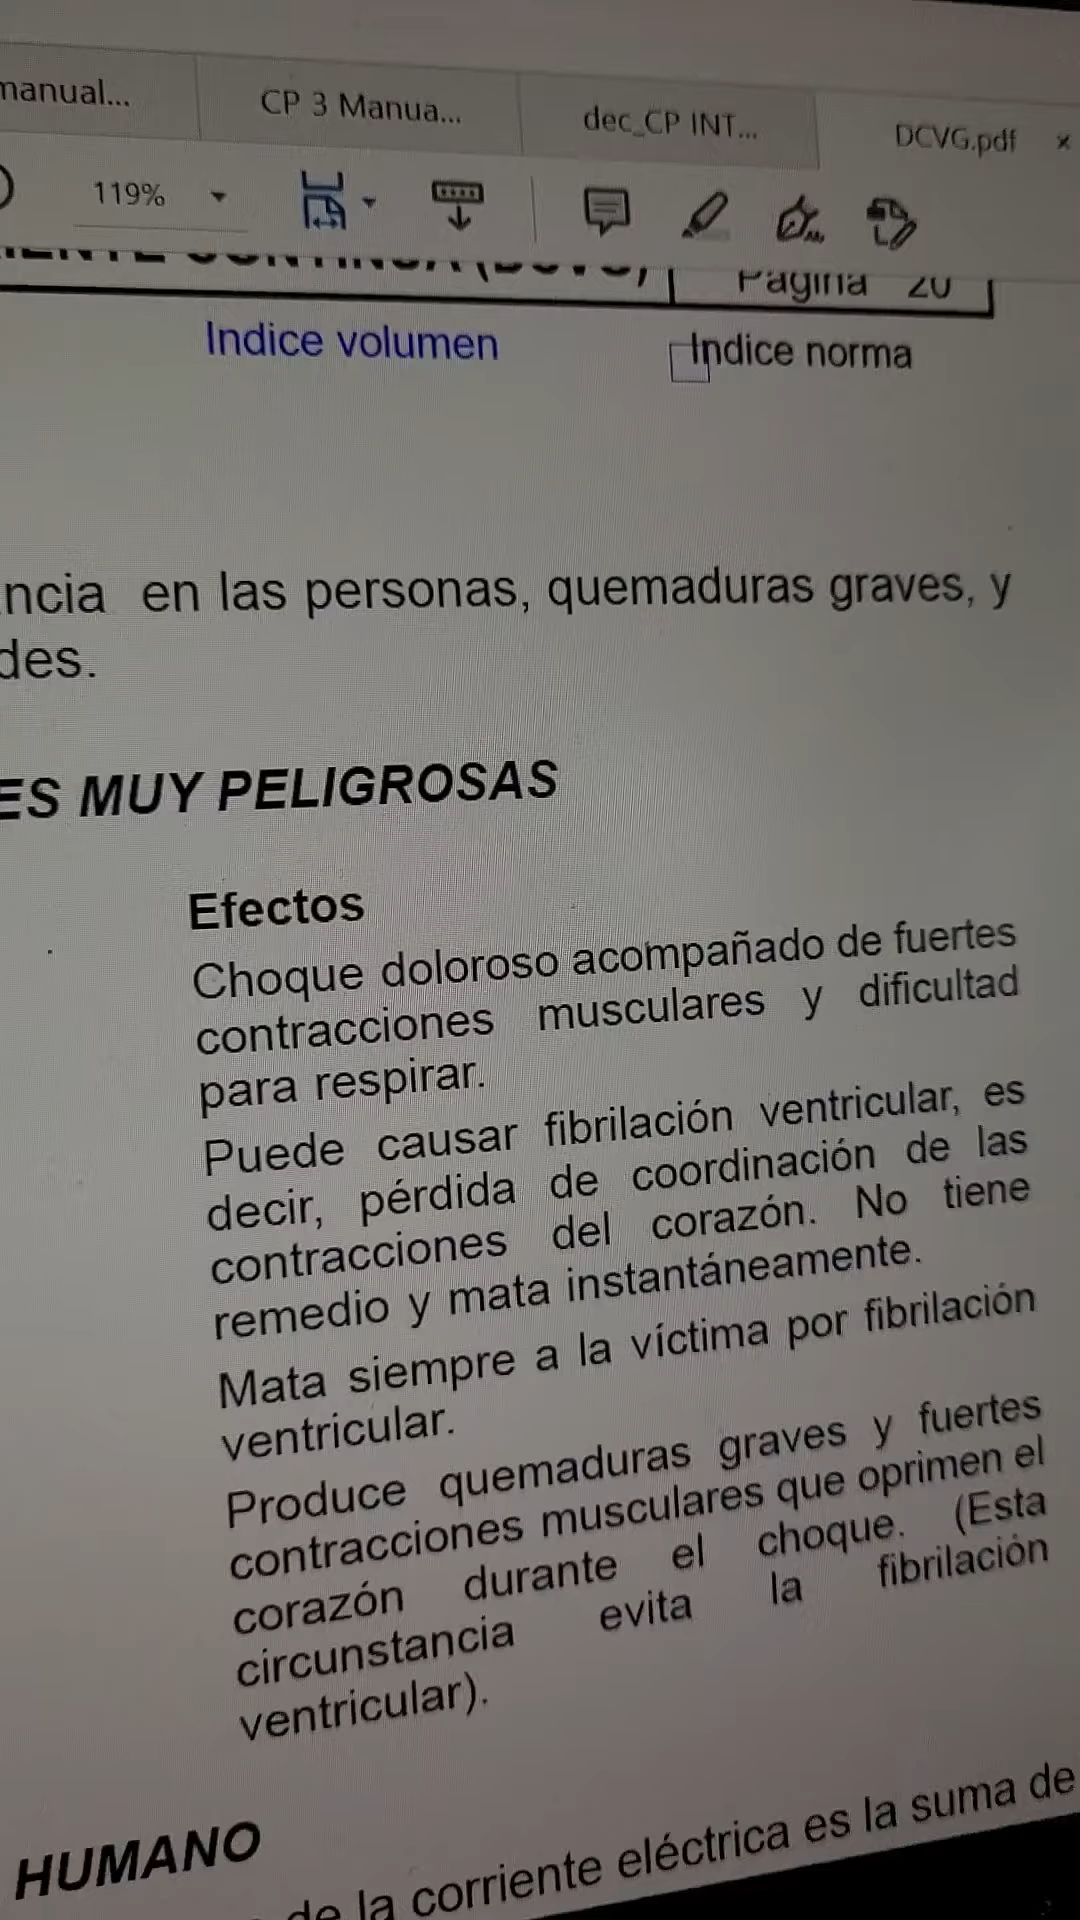 manual...
CP 3 Manua...
dec_CP INT...
DCVG.pdf
119%
Página 20
Indice volumen
Indice norma
ncia en las personas, quemaduras graves, y
des.
ES MUY PELIGROSAS
Efectos
Choque doloroso acompañado de fuertes
contracciones musculares y dificultad
para respirar.
Puede causar fibrilación ventricular, es
decir, pérdida de coordinación de las
contracciones del corazón. No tiene
remedio y mata instantáneamente.
Mata siempre a la víctima por fibrilación
ventricular.
Produce quemaduras graves y fuertes
contracciones musculares que oprimen el
corazón durante el choque. (Esta
circunstancia evita la fibrilación
ventricular).
HUMANO
de la corriente eléctrica es la suma de